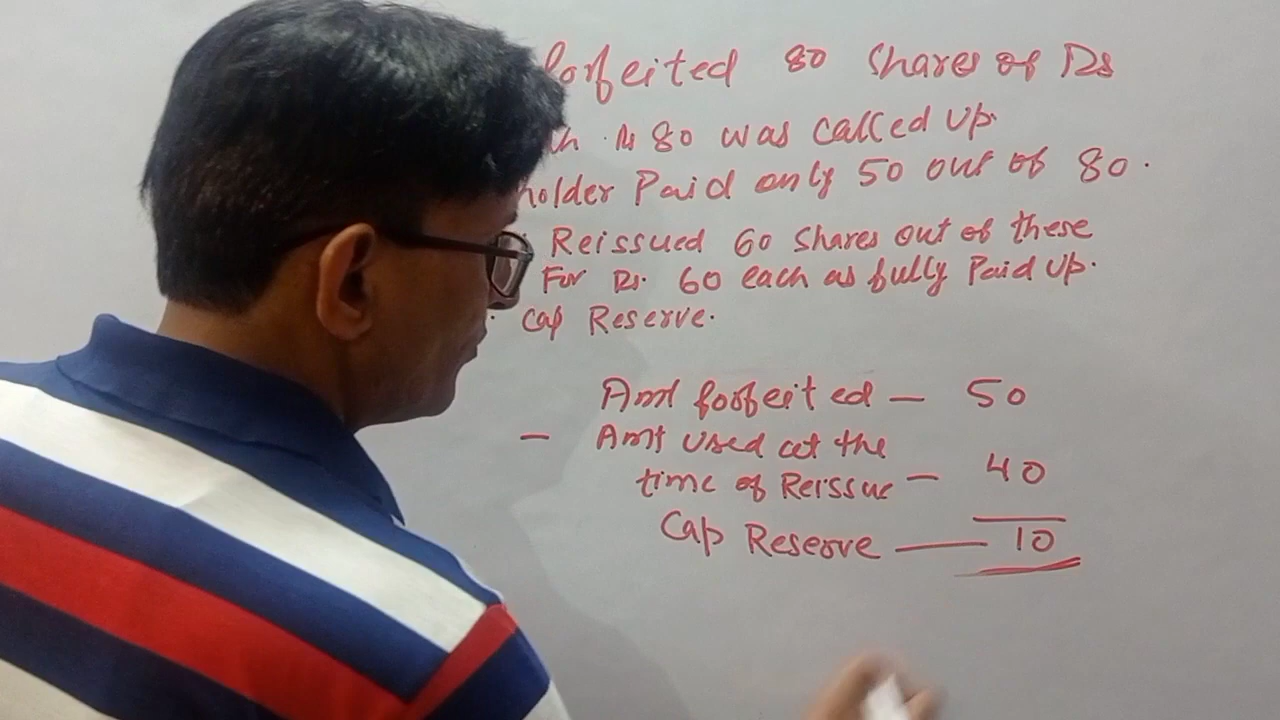 forfeited 80 shares of Rs
Rs 80 was called up.
holder Paid only 50 out of 80.
Reissued 60 shares out of these
For Rs. 60 each as fully Paid up.
Cap Reserve.
Amt forfeited — 50
— Amt used at the
time of Reissue — 40
Cap Reserve — 10